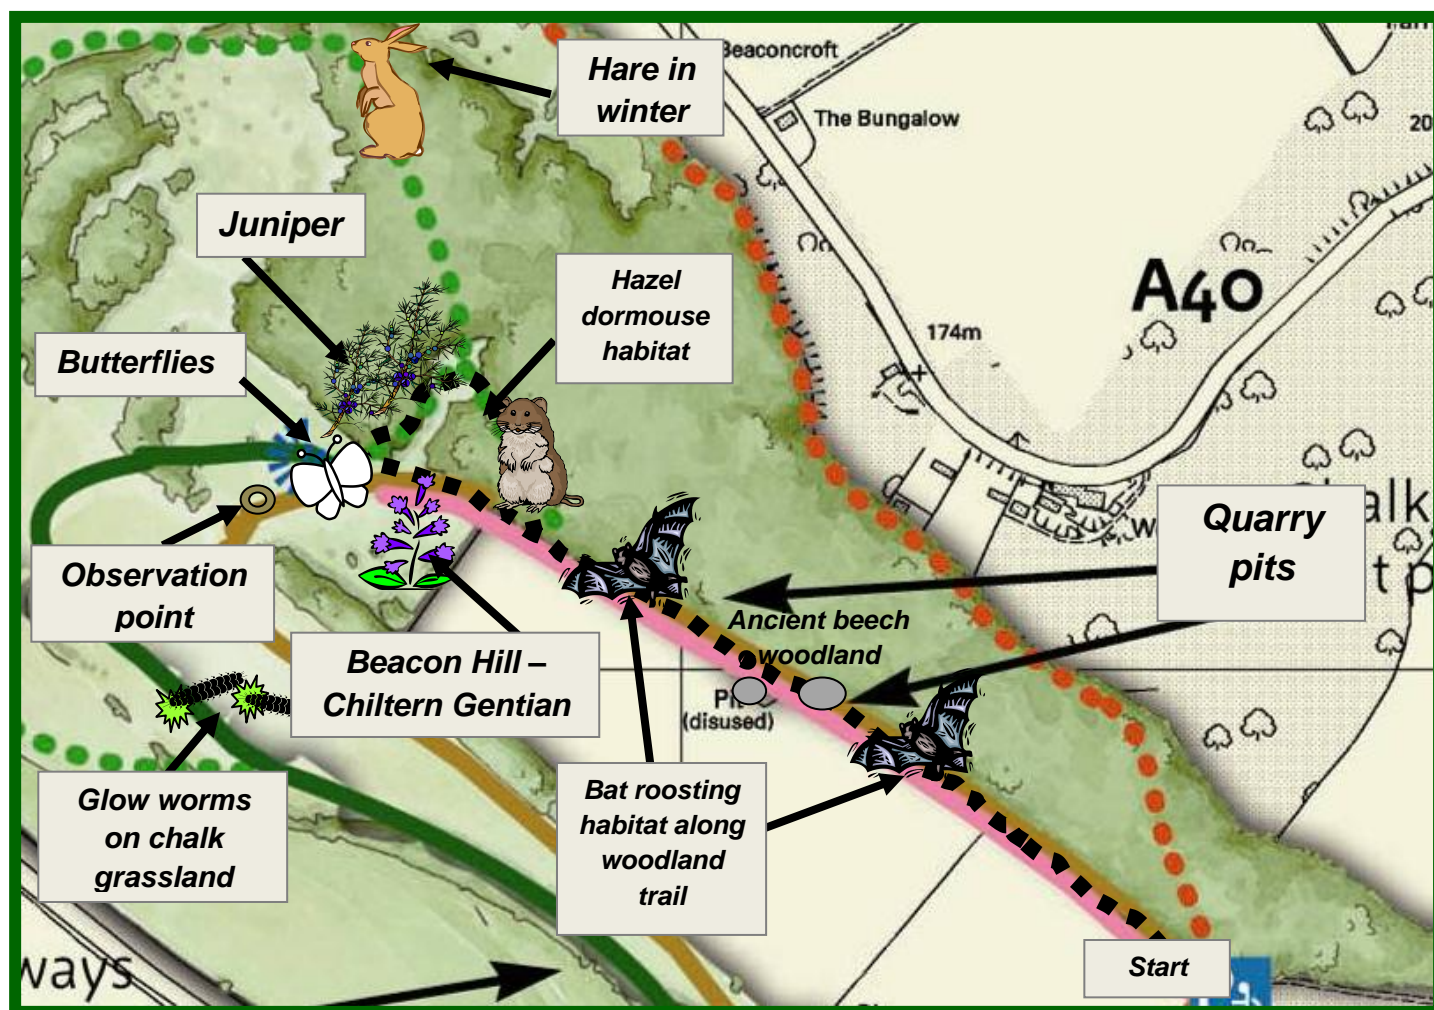 Hare in
winter
Beaconcroft
The Bungalow
20
Juniper
Hazel
dormouse
habitat
A40
174m
Butterflies
Quarry
pits
Observation
point
Ancient beech
woodland
Beacon Hill –
Chiltern Gentian
(disused)
Glow worms
on chalk
grassland
Bat roosting
habitat along
woodland
trail
ways
Start